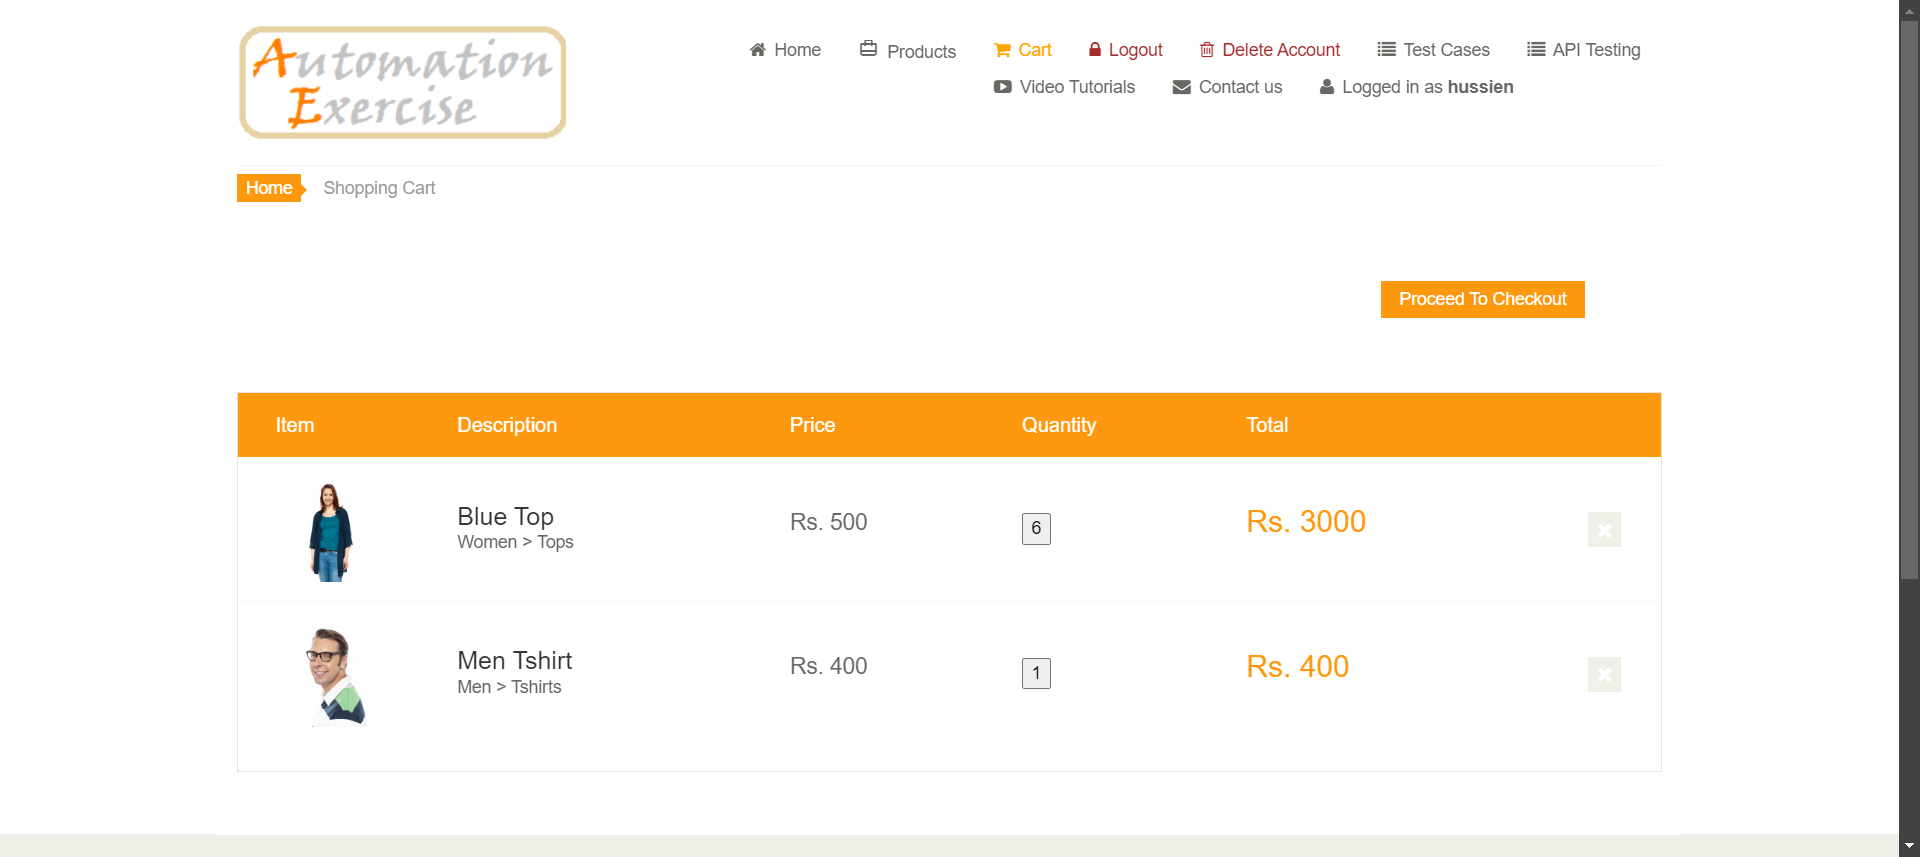 Automation
Exercise
Home Products Cart Logout Delete Account Test Cases API Testing
Video Tutorials Contact us Logged in as hussien
Home Shopping Cart
Proceed To Checkout
Item Description Price Quantity Total
Blue Top Rs. 500 6 Rs. 3000
Women > Tops
Men Tshirt Rs. 400 1 Rs. 400
Men > Tshirts